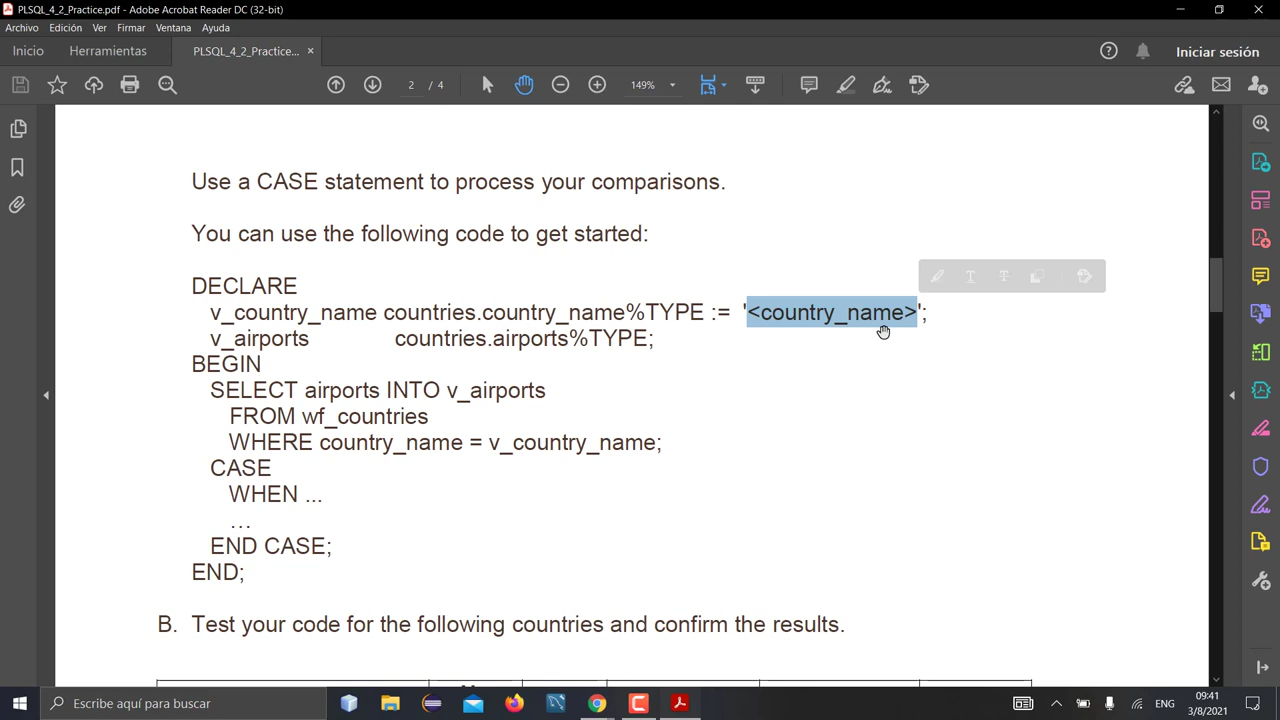 PLSQL_4_2_Practice.pdf - Adobe Acrobat Reader DC (32-bit)
Archivo Edición Ver Firmar Ventana Ayuda
Inicio Herramientas PLSQL_4_2_Practice... × Iniciar sesión
2 / 4 149%
Use a CASE statement to process your comparisons.
You can use the following code to get started:
DECLARE
v_country_name countries.country_name%TYPE := '<country_name>';
v_airports countries.airports%TYPE;
BEGIN
SELECT airports INTO v_airports
FROM wf_countries
WHERE country_name = v_country_name;
CASE
WHEN ...
...
END CASE;
END;
B. Test your code for the following countries and confirm the results.
Escribe aquí para buscar
ENG
09:41
3/8/2021